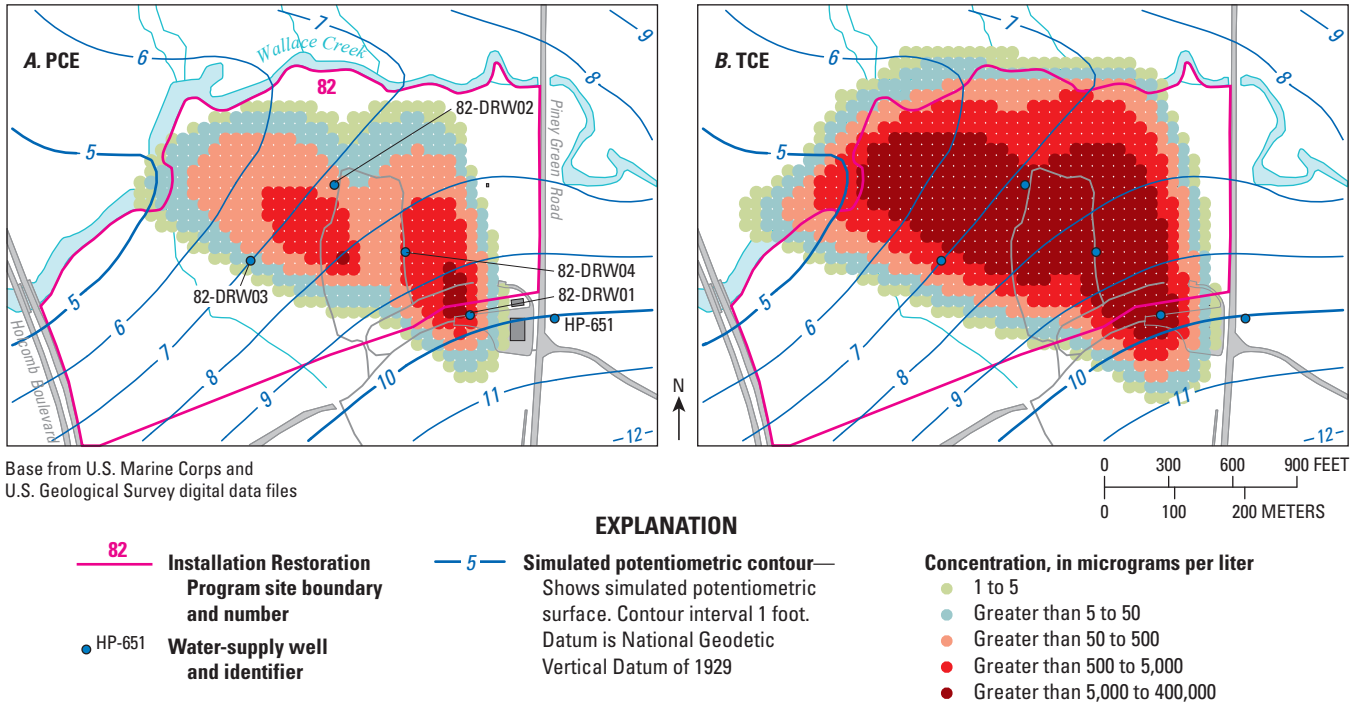 A. PCE
7
9
6
Wallace Creek
8
82
82-DRW02
5
Piney Green Road
82-DRW04
82-DRW03
82-DRW01
5
HP-651
6
7
8
10
9
11
12
Holcomb Boulevard
B. TCE
7
9
6
8
5
5
6
7
8
10
9
11
12
N
Base from U.S. Marine Corps and
U.S. Geological Survey digital data files
0 300 600 900 FEET
0 100 200 METERS
EXPLANATION
82 Installation Restoration
Program site boundary
and number
HP-651 Water-supply well
and identifier
5 Simulated potentiometric contour—
Shows simulated potentiometric
surface. Contour interval 1 foot.
Datum is National Geodetic
Vertical Datum of 1929
Concentration, in micrograms per liter
1 to 5
Greater than 5 to 50
Greater than 50 to 500
Greater than 500 to 5,000
Greater than 5,000 to 400,000